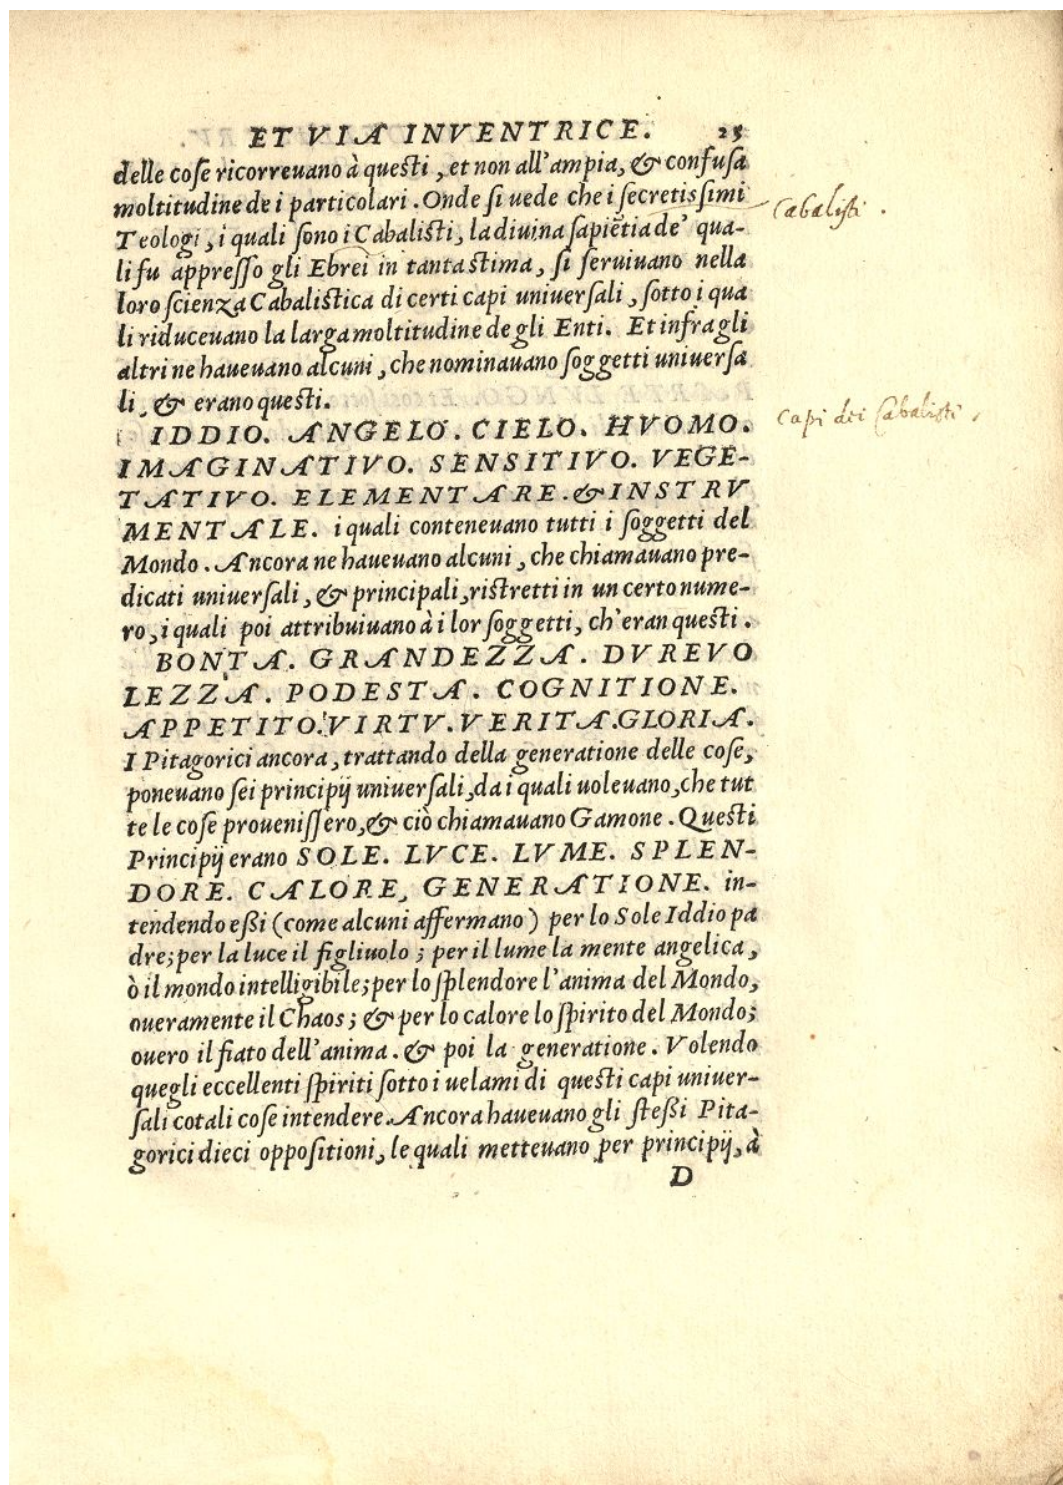 ET VIA INVENTRICE. 25
delle coſe ricorreuano à queſti, et non all'ampia, & confuſa
moltitudine de i particolari. Onde ſi uede che i ſecretisſimi
Cabaliſti.
Teologi, i quali ſono i Cabaliſti, la diuina ſapiẽtia de' qua-
li fu appreſſo gli Ebrei in tanta ſtima, ſi ſeruiuano nella
loro ſcienza Cabaliſtica di certi capi uniuerſali, ſotto i qua
li riduceuano la larga moltitudine de gli Enti. Et infra gli
altri ne haueuano alcuni, che nominauano ſoggetti uniuerſa
li, & erano queſti.
capi dei Cabaliſti,
IDDIO. ANGELO. CIELO. HVOMO.
IMAGINATIVO. SENSITIVO. VEGE-
TATIVO. ELEMENTARE. & INSTRV
MENTALE. i quali conteneuano tutti i ſoggetti del
Mondo. Ancora ne haueuano alcuni, che chiamauano pre-
dicati uniuerſali, & principali, riſtretti in un certo nume-
ro, i quali poi attribuiuano à i lor ſoggetti, ch'eran queſti.
BONTA. GRANDEZZA. DVREVO
LEZZA. PODESTA. COGNITIONE.
APPETITO. VIRTV. VERITA. GLORIA.
I Pitagorici ancora, trattando della generatione delle coſe,
poneuano ſei principij uniuerſali, da i quali uoleuano, che tut
te le coſe proueniſſero, & ciò chiamauano Gamone. Queſti
Principij erano SOLE. LVCE. LVME. SPLEN-
DORE. CALORE, GENERATIONE. in-
tendendo eßi (come alcuni affermano) per lo Sole Iddio pa
dre; per la luce il figliuolo; per il lume la mente angelica,
ò il mondo intelligibile; per lo ſplendore l'anima del Mondo,
oueramente il Chaos; & per lo calore lo ſpirito del Mondo;
ouero il fiato dell'anima. & poi la generatione. Volendo
quegli eccellenti ſpiriti ſotto i uelami di queſti capi uniuer-
ſali cotali coſe intendere. Ancora haueuano gli ſteßi Pita-
gorici dieci oppoſitioni, le quali metteuano per principij, à
D